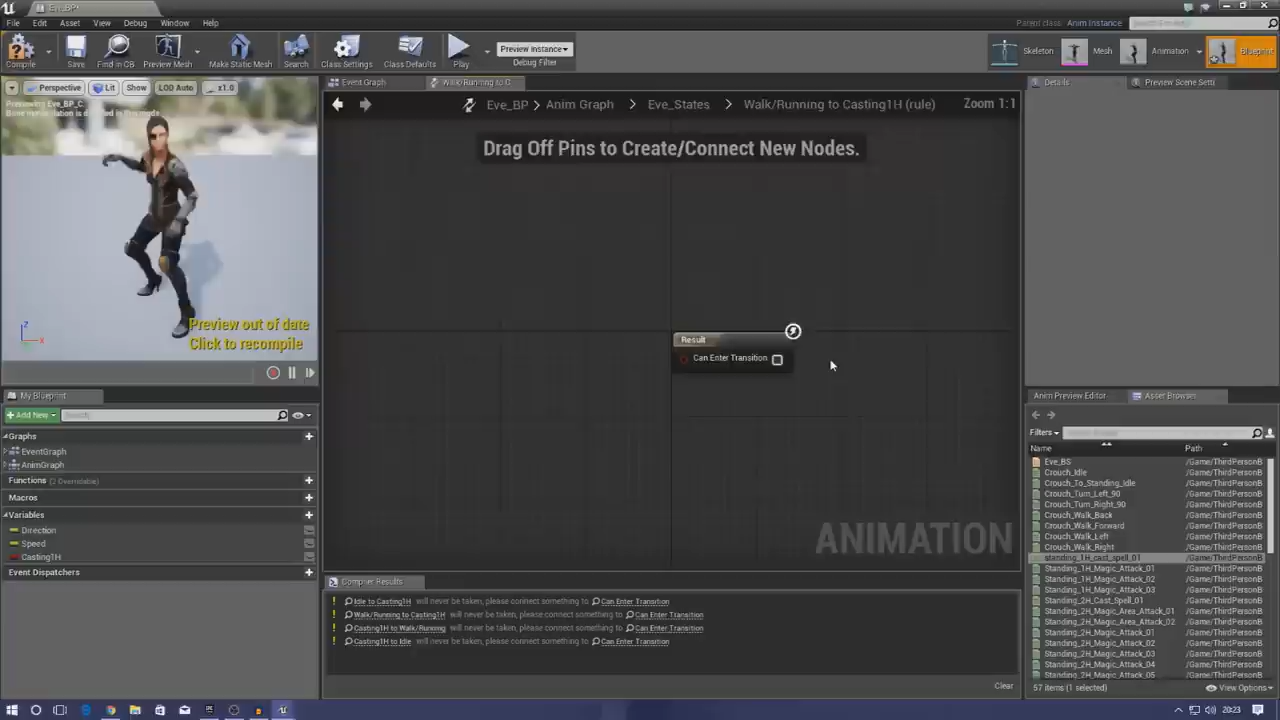 Eve_BP*
File Edit Asset View Window Debug Help
Parent class: Anim Instance
Compile Save Find in CB Preview Mesh Make Static Mesh Search Class Settings Class Defaults Play
Preview Instance
Debug Filter
Skeleton Mesh Animation Blueprint
Perspective Lit Show LOD Auto x1.0
Previewing Eve_BP_C.
Preview out of date
Click to recompile
Event Graph Walk/Running to C
Eve_BP Anim Graph Eve_States Walk/Running to Casting1H (rule) Zoom 1:1
Drag Off Pins to Create/Connect New Nodes.
Result
Can Enter Transition
ANIMATION
My Blueprint
+Add New
Graphs
EventGraph
AnimGraph
Functions (2 Overridable)
Macros
Variables
Direction
Speed
Casting1H
Event Dispatchers
Compiler Results
Idle to Casting1H will never be taken, please connect something to Can Enter Transition
Walk/Running to Casting1H will never be taken, please connect something to Can Enter Transition
Casting1H to Walk/Running will never be taken, please connect something to Can Enter Transition
Casting1H to Idle will never be taken, please connect something to Can Enter Transition
Clear
Details Preview Scene Setti
Anim Preview Editor Asset Browser
Filters
Name Path
Eve_BS /Game/ThirdPersonB
Crouch_Idle /Game/ThirdPersonB
Crouch_To_Standing_Idle /Game/ThirdPersonB
Crouch_Turn_Left_90 /Game/ThirdPersonB
Crouch_Turn_Right_90 /Game/ThirdPersonB
Crouch_Walk_Back /Game/ThirdPersonB
Crouch_Walk_Forward /Game/ThirdPersonB
Crouch_Walk_Left /Game/ThirdPersonB
Crouch_Walk_Right /Game/ThirdPersonB
standing_1H_cast_spell_01 /Game/ThirdPersonB
Standing_1H_Magic_Attack_01 /Game/ThirdPersonB
Standing_1H_Magic_Attack_02 /Game/ThirdPersonB
Standing_1H_Magic_Attack_03 /Game/ThirdPersonB
Standing_2H_Cast_Spell_01 /Game/ThirdPersonB
Standing_2H_Magic_Area_Attack_01 /Game/ThirdPersonB
Standing_2H_Magic_Area_Attack_02 /Game/ThirdPersonB
Standing_2H_Magic_Attack_01 /Game/ThirdPersonB
Standing_2H_Magic_Attack_02 /Game/ThirdPersonB
Standing_2H_Magic_Attack_03 /Game/ThirdPersonB
Standing_2H_Magic_Attack_04 /Game/ThirdPersonB
Standing_2H_Magic_Attack_05 /Game/ThirdPersonB
57 items (1 selected) View Options
20:23